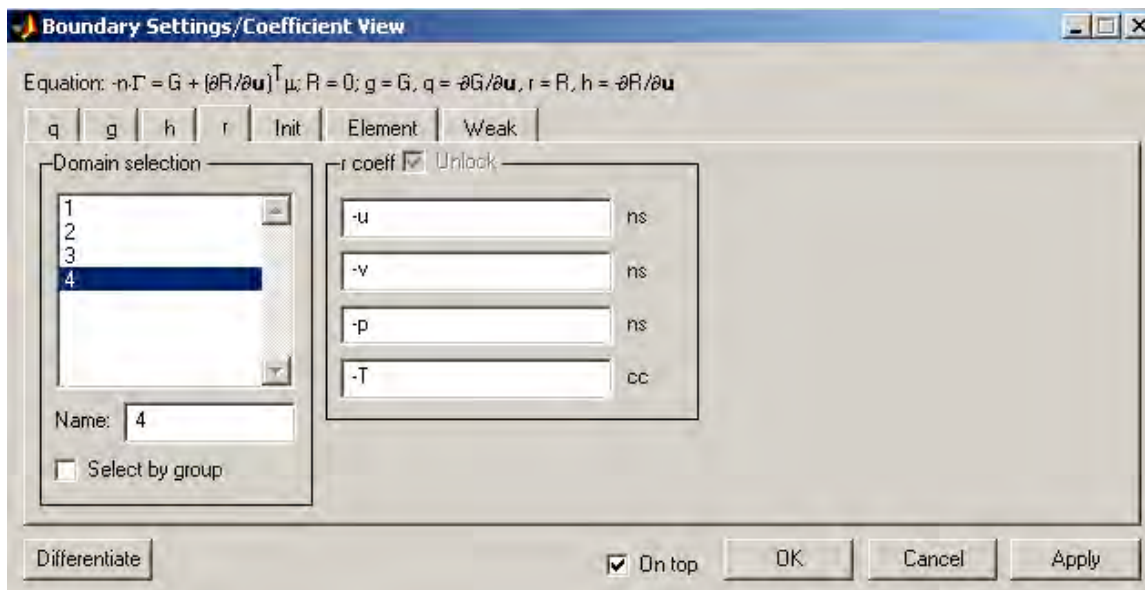 Boundary Settings/Coefficient View
Equation: -n·Γ = G + (∂R/∂u)ᵀμ; R = 0; g = G, q = -∂G/∂u, r = R, h = -∂R/∂u
q g h r Init Element Weak
Domain selection
r coeff Unlock
1
2
3
4
-u ns
-v ns
-p ns
-T cc
Name: 4
Select by group
Differentiate
On top
OK
Cancel
Apply